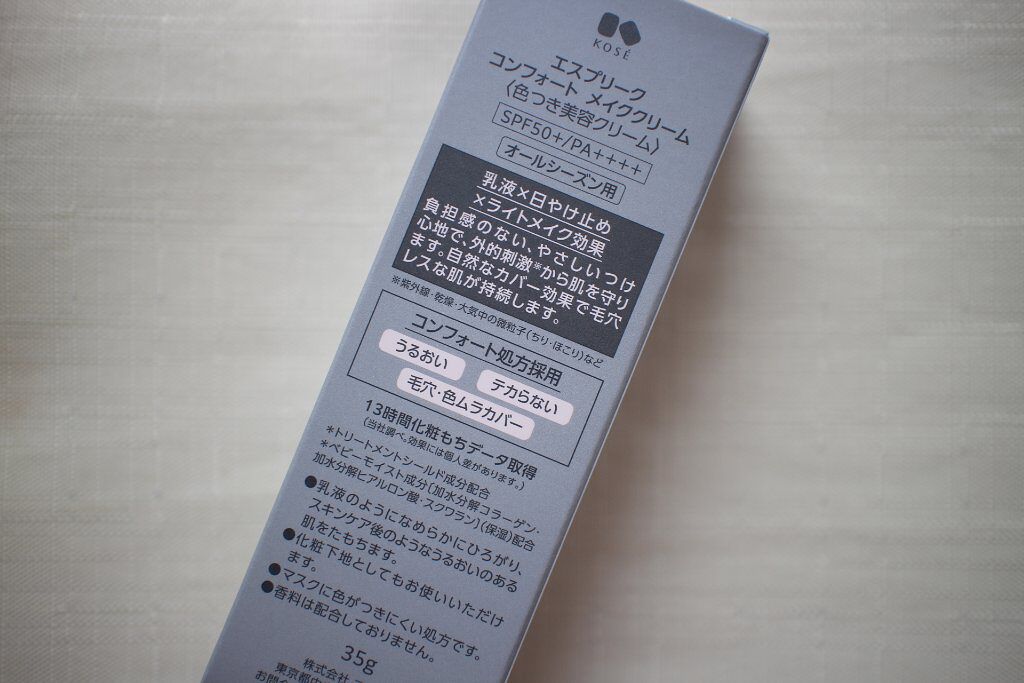 KOSÉ
エスプリーク
コンフォート メイククリーム
〈色つき美容クリーム〉
SPF50+/PA++++
オールシーズン用
乳液×日やけ止め
×ライトメイク効果
負担感のない、やさしいつけ
心地で、外的刺激※から肌を守り
ます。自然なカバー効果で毛穴
レスな肌が持続します。
※紫外線・乾燥・大気中の微粒子(ちり・ほこり)など
コンフォート処方採用
うるおい
テカらない
毛穴・色ムラカバー
13時間化粧もちデータ取得
(当社調べ。効果には個人差があります。)
*トリートメントシールド成分配合
*ベビーモイスト成分[加水分解コラーゲン・
加水分解ヒアルロン酸・スクワラン](保湿)配合
●乳液のようになめらかにひろがり、
スキンケア後のようなうるおいのある
肌をたもちます。
●化粧下地としてもお使いいただけ
ます。
●マスクに色がつきにくい処方です。
●香料は配合しておりません。
35g
株式会社
東京都中
お問合